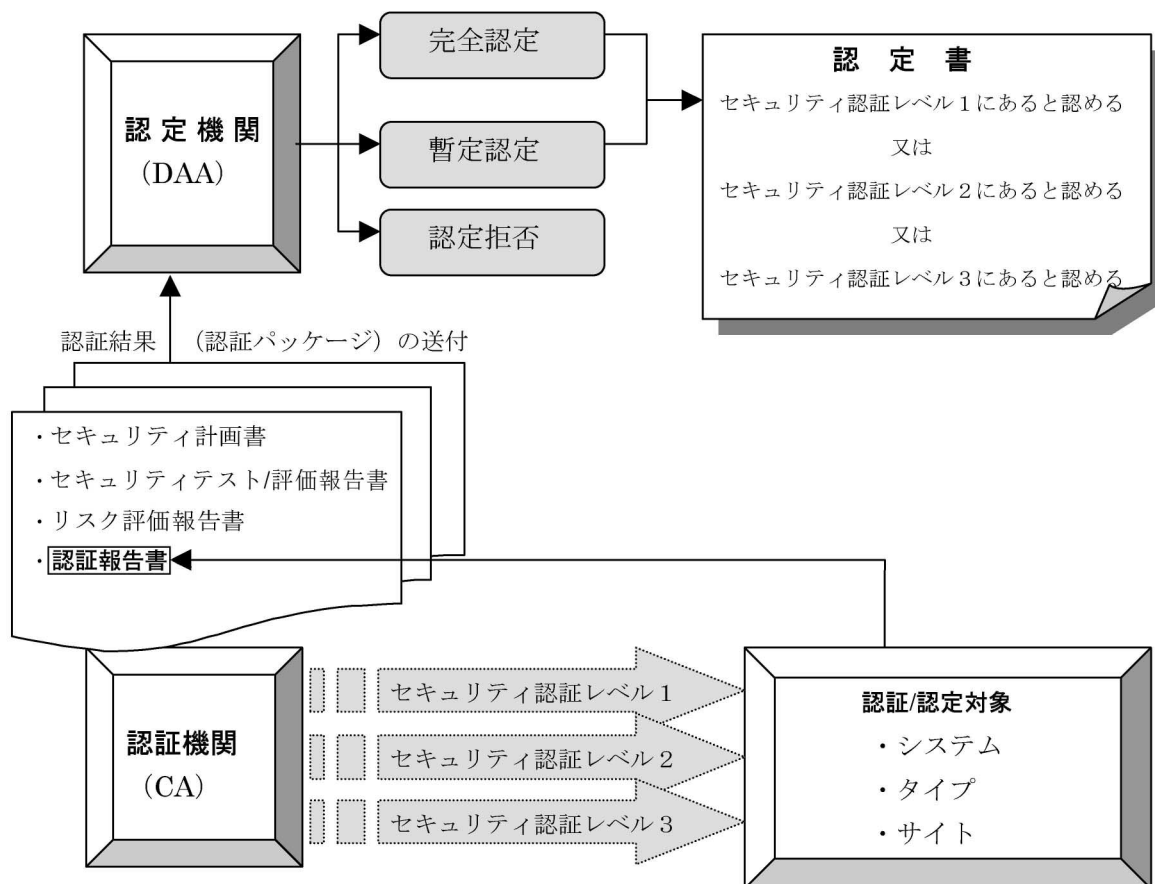 認定機関
(DAA)
完全認定
暫定認定
認定拒否
認 定 書
セキュリティ認証レベル１にあると認める
又は
セキュリティ認証レベル２にあると認める
又は
セキュリティ認証レベル３にあると認める
認証結果 （認証パッケージ）の送付
・セキュリティ計画書
・セキュリティテスト/評価報告書
・リスク評価報告書
・認証報告書
認証機関
(CA)
セキュリティ認証レベル１
セキュリティ認証レベル２
セキュリティ認証レベル３
認証/認定対象
・システム
・タイプ
・サイト